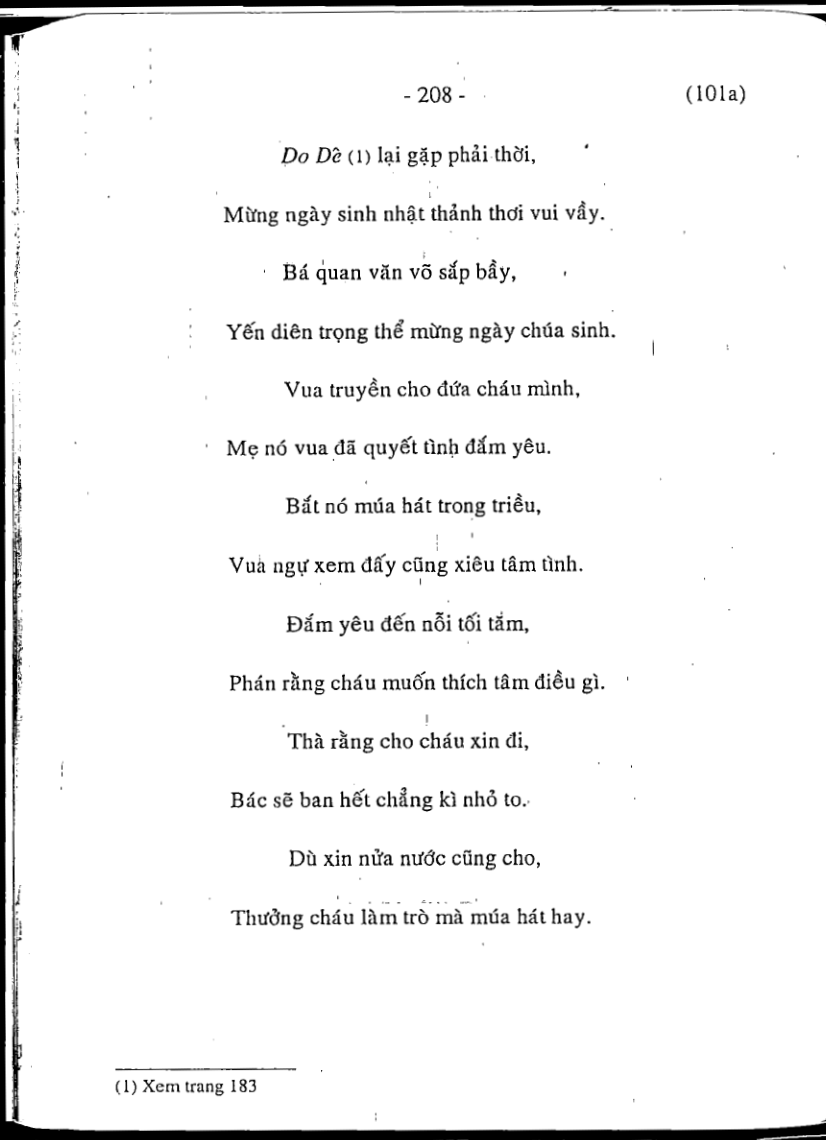 - 208 - (101a)
Do Dê (1) lại gặp phải thời,
Mừng ngày sinh nhật thảnh thơi vui vầy.
Bá quan văn võ sắp bầy,
Yến diên trọng thể mừng ngày chúa sinh.
Vua truyền cho đứa cháu mình,
Mẹ nó vua đã quyết tình đắm yêu.
Bắt nó múa hát trong triều,
Vua ngự xem đấy cũng xiêu tâm tình.
Đắm yêu đến nỗi tối tăm,
Phán rằng cháu muốn thích tâm điều gì.
Thà rằng cho cháu xin đi,
Bác sẽ ban hết chẳng kì nhỏ to.
Dù xin nửa nước cũng cho,
Thưởng cháu làm trò mà múa hát hay.
(1) Xem trang 183